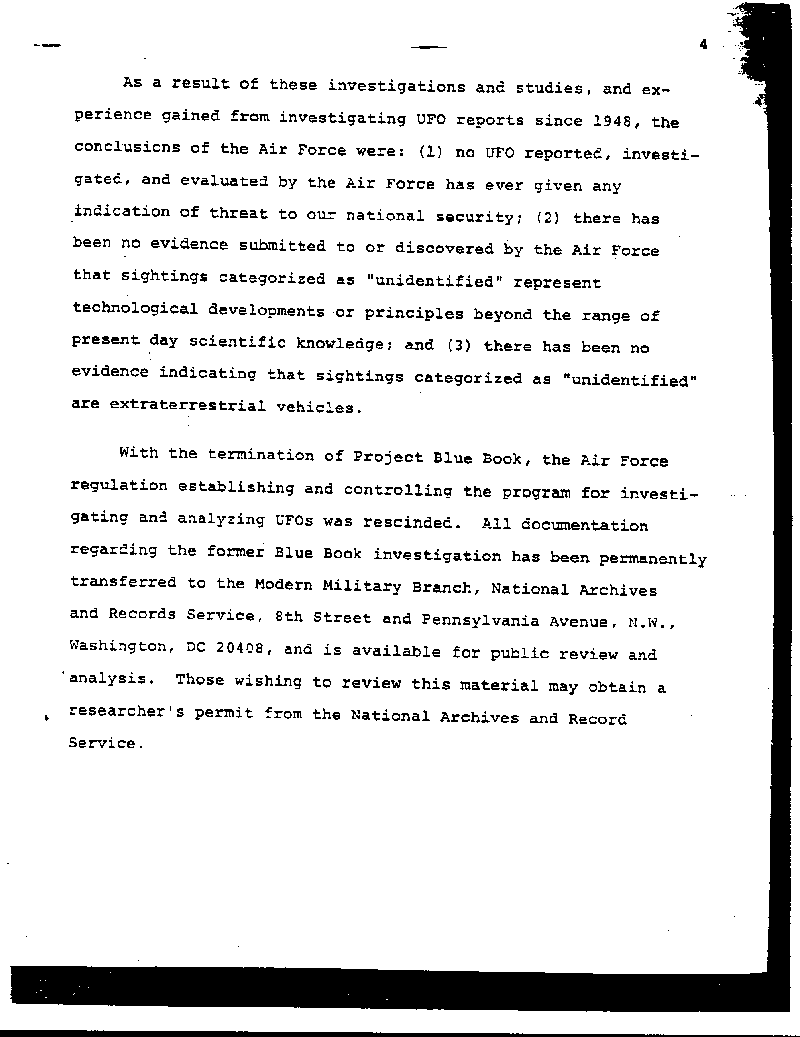 4
As a result of these investigations and studies, and ex-
perience gained from investigating UFO reports since 1948, the
conclusions of the Air Force were: (1) no UFO reported, investi-
gated, and evaluated by the Air Force has ever given any
indication of threat to our national security; (2) there has
been no evidence submitted to or discovered by the Air Force
that sightings categorized as "unidentified" represent
technological developments or principles beyond the range of
present day scientific knowledge; and (3) there has been no
evidence indicating that sightings categorized as "unidentified"
are extraterrestrial vehicles.
With the termination of Project Blue Book, the Air Force
regulation establishing and controlling the program for investi-
gating and analyzing UFOs was rescinded. All documentation
regarding the former Blue Book investigation has been permanently
transferred to the Modern Military Branch, National Archives
and Records Service, 8th Street and Pennsylvania Avenue, N.W.,
Washington, DC 20408, and is available for public review and
analysis. Those wishing to review this material may obtain a
researcher's permit from the National Archives and Record
Service.